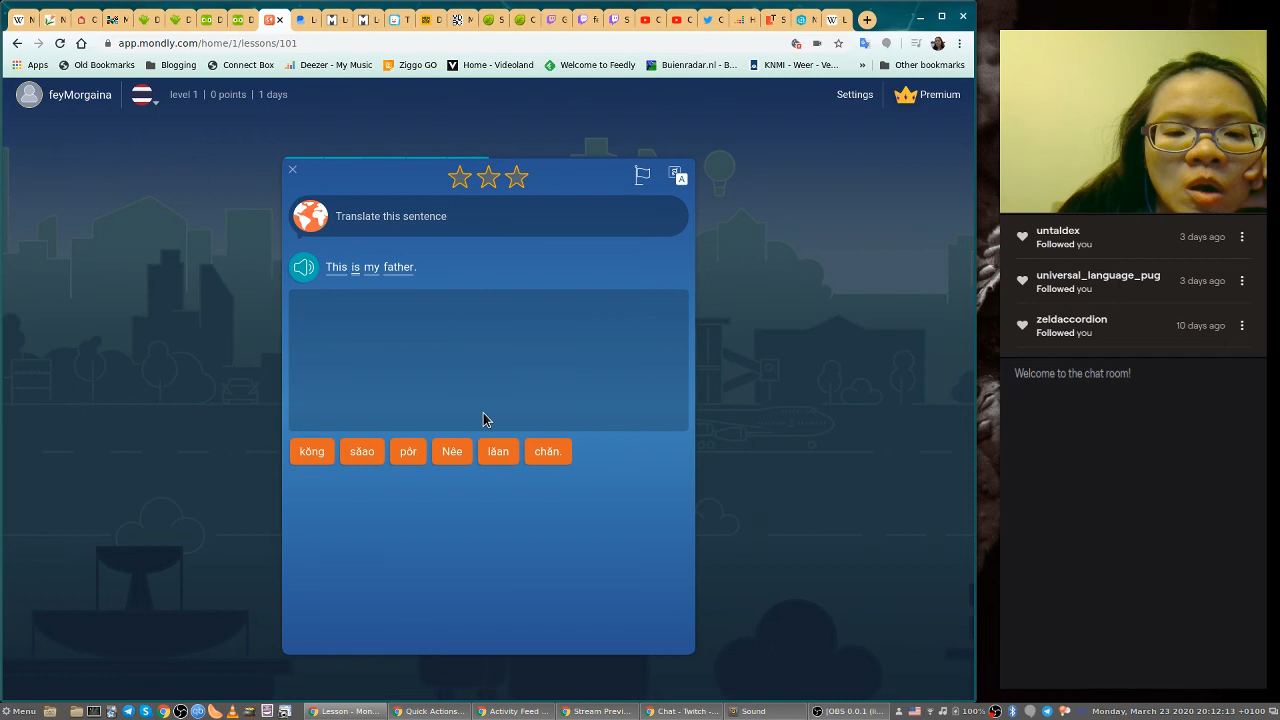 app.mondly.com/home/1/lessons/101
Apps Old Bookmarks Blogging Connect Box Deezer - My Music Ziggo GO Home - Videoland Welcome to Feedly Buienradar.nl - B... KNMI - Weer - Ve... » Other bookmarks
feyMorgaina level 1 | 0 points | 1 days Settings Premium
Translate this sentence
This is my father.
kŏng săao pôr Nêe lăan chăn.
untaldex
Followed you 3 days ago
universal_language_pug
Followed you 3 days ago
zeldaccordion
Followed you 10 days ago
Welcome to the chat room!
Menu Lesson - Mon... Quick Actions... Activity Feed ... Stream Previ... Chat - Twitch -... Sound 100% Monday, March 23 2020, 20:12:13 +0100